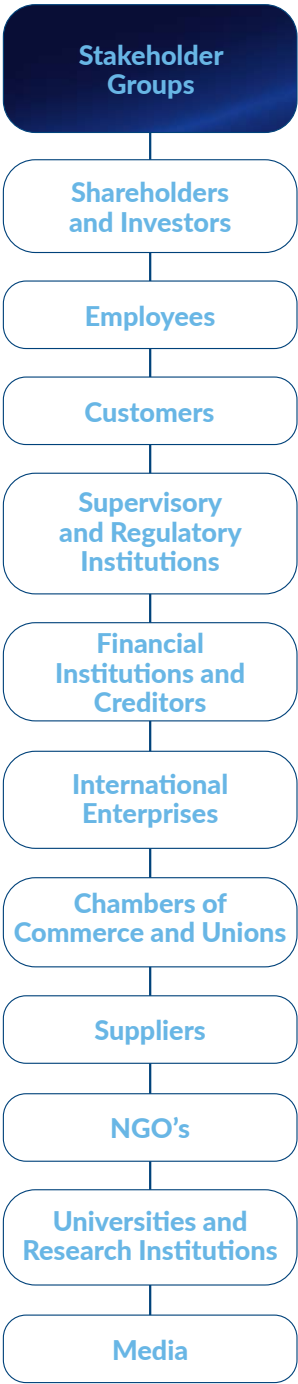 Stakeholder
Groups
Shareholders
and Investors
Employees
Customers
Supervisory
and Regulatory
Institutions
Financial
Institutions and
Creditors
International
Enterprises
Chambers of
Commerce and Unions
Suppliers
NGO’s
Universities and
Research Institutions
Media